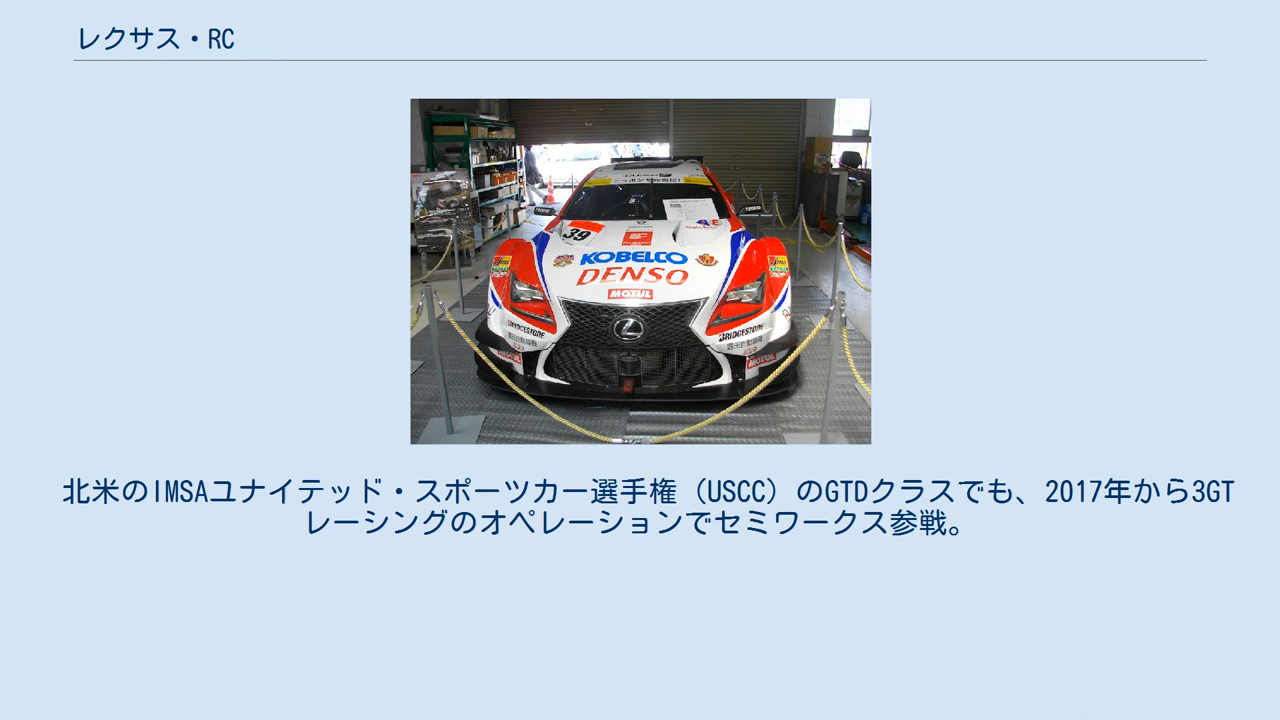 レクサス・RC
39
KOBELCO
DENSO
MOTUL
BRIDGESTONE
BRIDGESTONE
MOTUL
MOTUL
北米のIMSAユナイテッド・スポーツカー選手権（USCC）のGTDクラスでも、2017年から3GT
レーシングのオペレーションでセミワークス参戦。